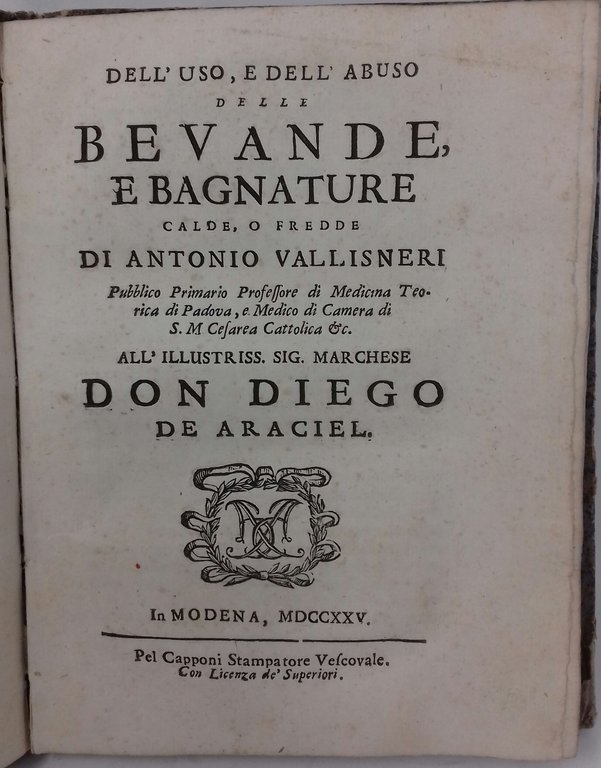 DELL' USO, E DELL' ABUSO
DELLE
BEVANDE,
E BAGNATURE
CALDE, O FREDDE
DI ANTONIO VALLISNERI
Pubblico Primario Profeſſore di Medicina Teo-
rica di Padova, e Medico di Camera di
S. M Ceſarea Cattolica &c.
ALL' ILLUSTRISS. SIG. MARCHESE
DON DIEGO
DE ARACIEL.
In MODENA, MDCCXXV.
Pel Capponi Stampatore Veſcovale.
Con Licenza de' Superiori.